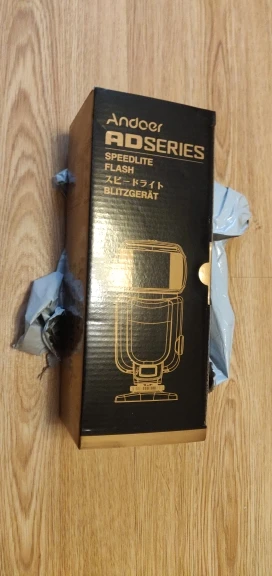 Andoer
ADSERIES
SPEEDLITE
FLASH
スピードライト
BLITZGERÄT